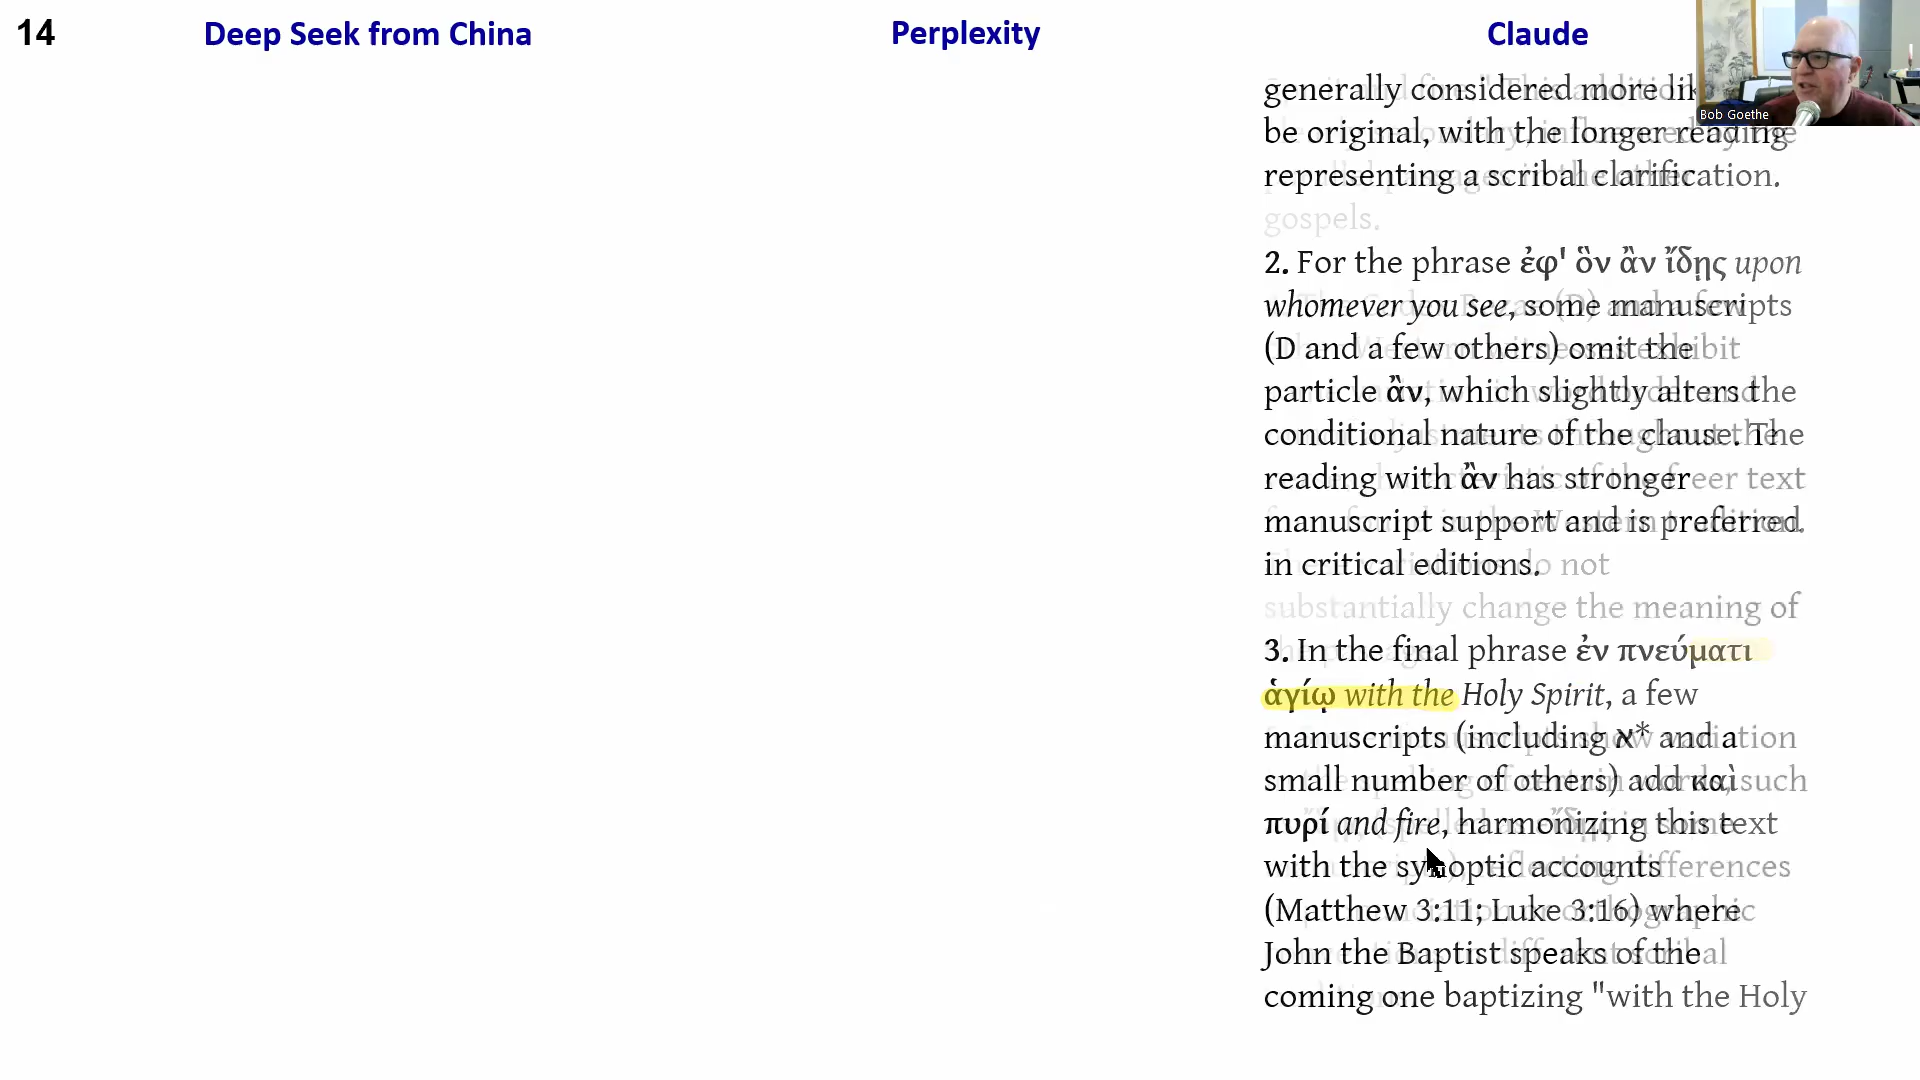 14
Deep Seek from China
Perplexity
Claude
Bob Goethe
generally considered more
be original, with the longer reading
representing a scribal clarification.
gospels.
2. For the phrase ἐφ' ὃν ἂν ἴδῃς upon
whomever you see, some manuscripts
(D and a few others) omit the
particle ἂν, which slightly alters the
conditional nature of the clause. The
reading with ἂν has stronger
manuscript support and is preferred
in critical editions.
substantially change the meaning of
3. In the final phrase ἐν πνεύματι
ἁγίῳ with the Holy Spirit, a few
manuscripts (including א* and a
small number of others) add καὶ
πυρί and fire, harmonizing this text
with the synoptic accounts
(Matthew 3:11; Luke 3:16) where
John the Baptist speaks of the
coming one baptizing "with the Holy